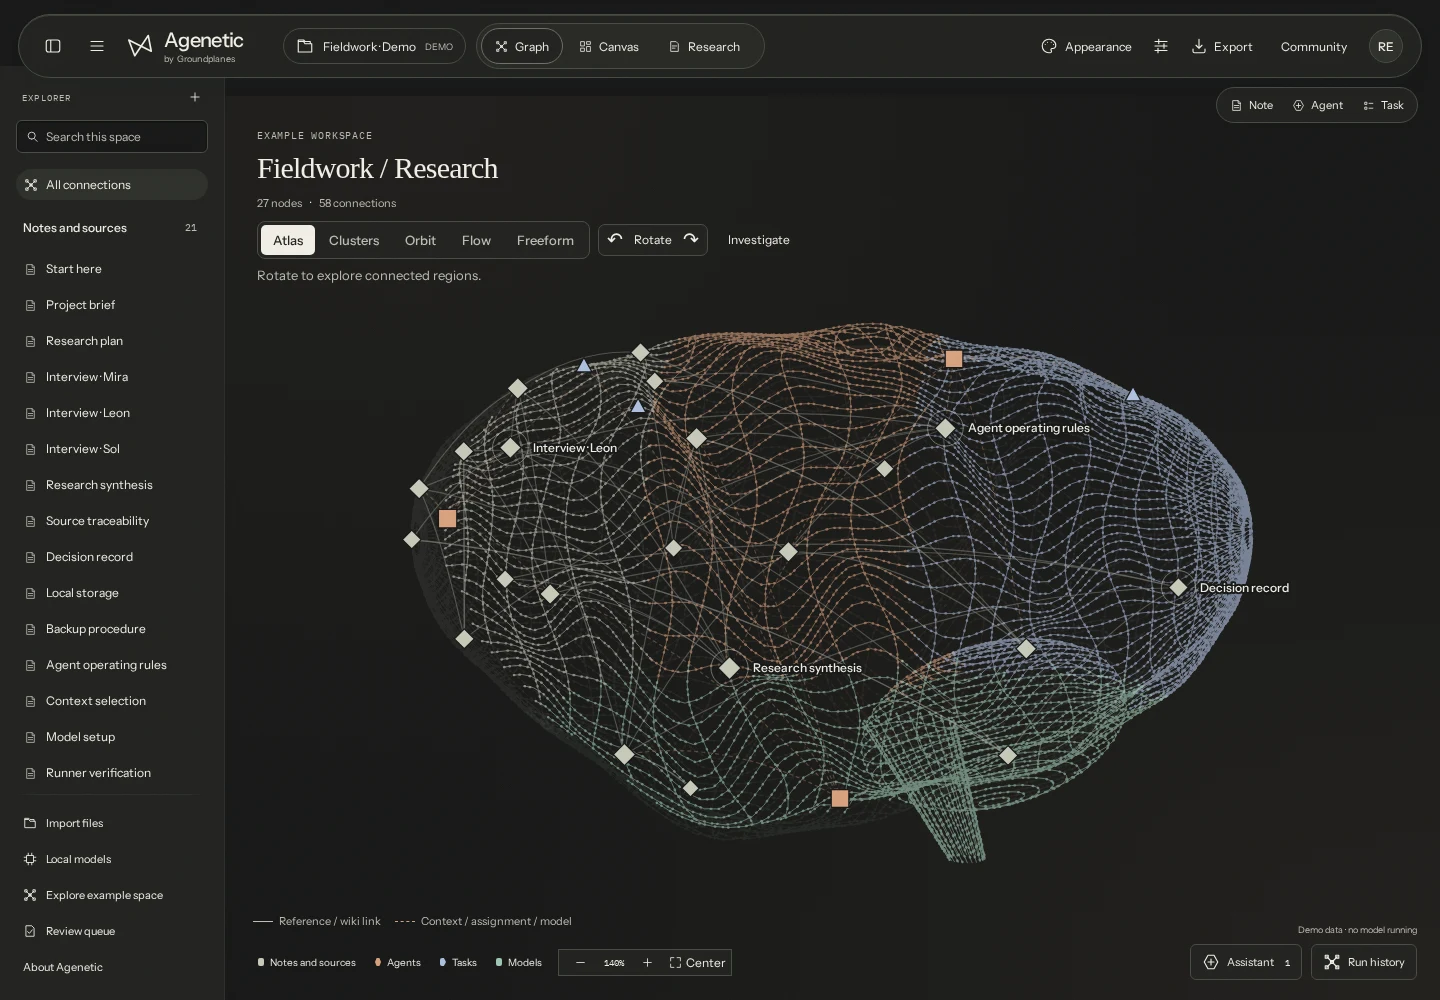 Agenetic
by Groundplanes
Fieldwork · Demo DEMO
Graph
Canvas
Research
Appearance
Export
Community
RE
EXPLORER
Search this space
All connections
Notes and sources 21
Start here
Project brief
Research plan
Interview · Mira
Interview · Leon
Interview · Sol
Research synthesis
Source traceability
Decision record
Local storage
Backup procedure
Agent operating rules
Context selection
Model setup
Runner verification
Import files
Local models
Explore example space
Review queue
About Agenetic
Note
Agent
Task
EXAMPLE WORKSPACE
Fieldwork / Research
27 nodes · 58 connections
Atlas
Clusters
Orbit
Flow
Freeform
Rotate
Investigate
Rotate to explore connected regions.
Agent operating rules
Interview · Leon
Decision record
Research synthesis
Reference / wiki link
Context / assignment / model
Notes and sources
Agents
Tasks
Models
− 140% +
Center
Demo data · no model running
Assistant 1
Run history